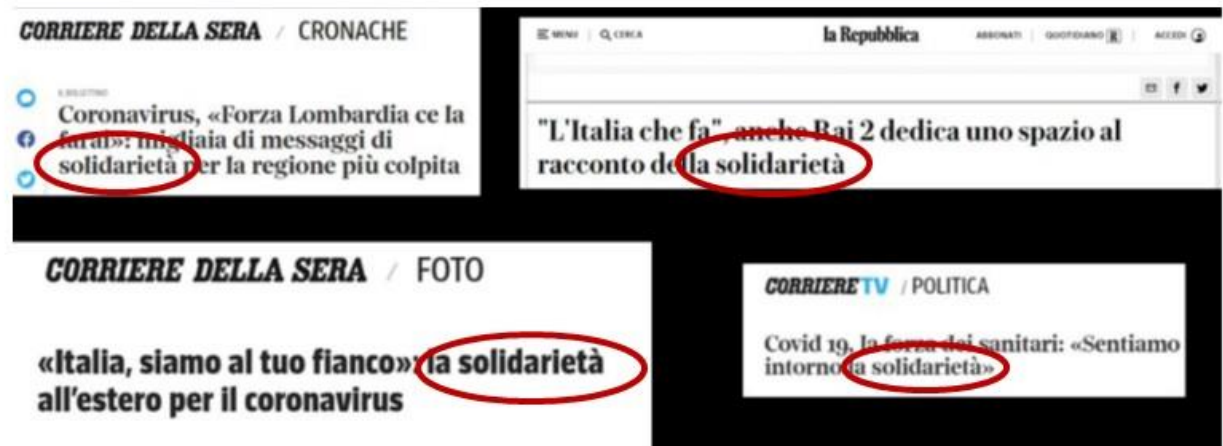 CORRIERE DELLA SERA / CRONACHE
IL BOLLETTINO
Coronavirus, «Forza Lombardia ce la
farai»: migliaia di messaggi di
solidarietà per la regione più colpita
MENU | CERCA la Repubblica ABBONATI | QUOTIDIANO R | ACCEDI
"L'Italia che fa", anche Rai 2 dedica uno spazio al
racconto della solidarietà
CORRIERE DELLA SERA / FOTO
«Italia, siamo al tuo fianco»: la solidarietà
all'estero per il coronavirus
CORRIERE TV / POLITICA
Covid 19, la forza dei sanitari: «Sentiamo
intorno la solidarietà»